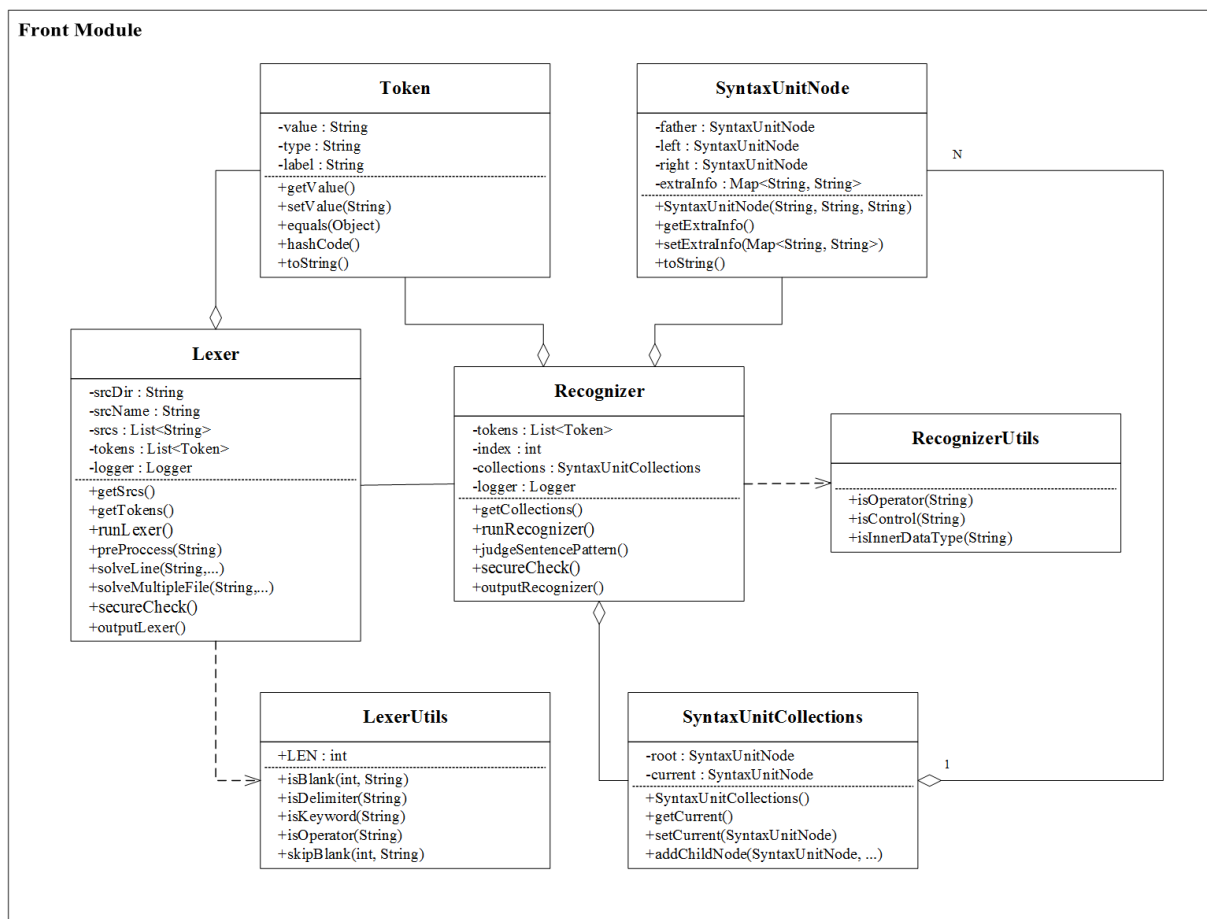 Front Module
Token
-value : String
-type : String
-label : String
+getValue()
+setValue(String)
+equals(Object)
+hashCode()
+toString()
SyntaxUnitNode
-father : SyntaxUnitNode
-left : SyntaxUnitNode
-right : SyntaxUnitNode
-extraInfo : Map<String, String>
+SyntaxUnitNode(String, String, String)
+getExtraInfo()
+setExtraInfo(Map<String, String>)
+toString()
N
Lexer
-srcDir : String
-srcName : String
-srcs : List<String>
-tokens : List<Token>
-logger : Logger
+getSrcs()
+getTokens()
+runLexer()
+preProccess(String)
+solveLine(String,...)
+solveMultipleFile(String,...)
+secureCheck()
+outputLexer()
Recognizer
-tokens : List<Token>
-index : int
-collections : SyntaxUnitCollections
-logger : Logger
+getCollections()
+runRecognizer()
+judgeSentencePattern()
+secureCheck()
+outputRecognizer()
RecognizerUtils
+isOperator(String)
+isControl(String)
+isInnerDataType(String)
LexerUtils
+LEN : int
+isBlank(int, String)
+isDelimiter(String)
+isKeyword(String)
+isOperator(String)
+skipBlank(int, String)
SyntaxUnitCollections
-root : SyntaxUnitNode
-current : SyntaxUnitNode
+SyntaxUnitCollections()
+getCurrent()
+setCurrent(SyntaxUnitNode)
+addChildNode(SyntaxUnitNode, ...)
1